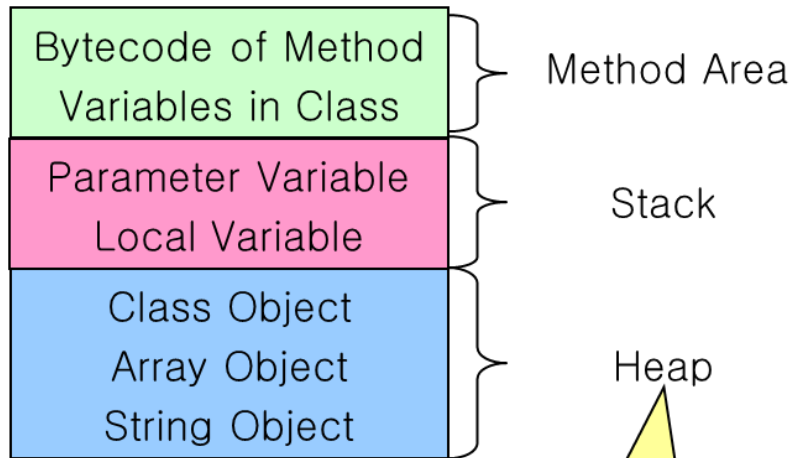 Bytecode of Method
Variables in Class
Method Area
Parameter Variable
Local Variable
Stack
Class Object
Array Object
String Object
Heap